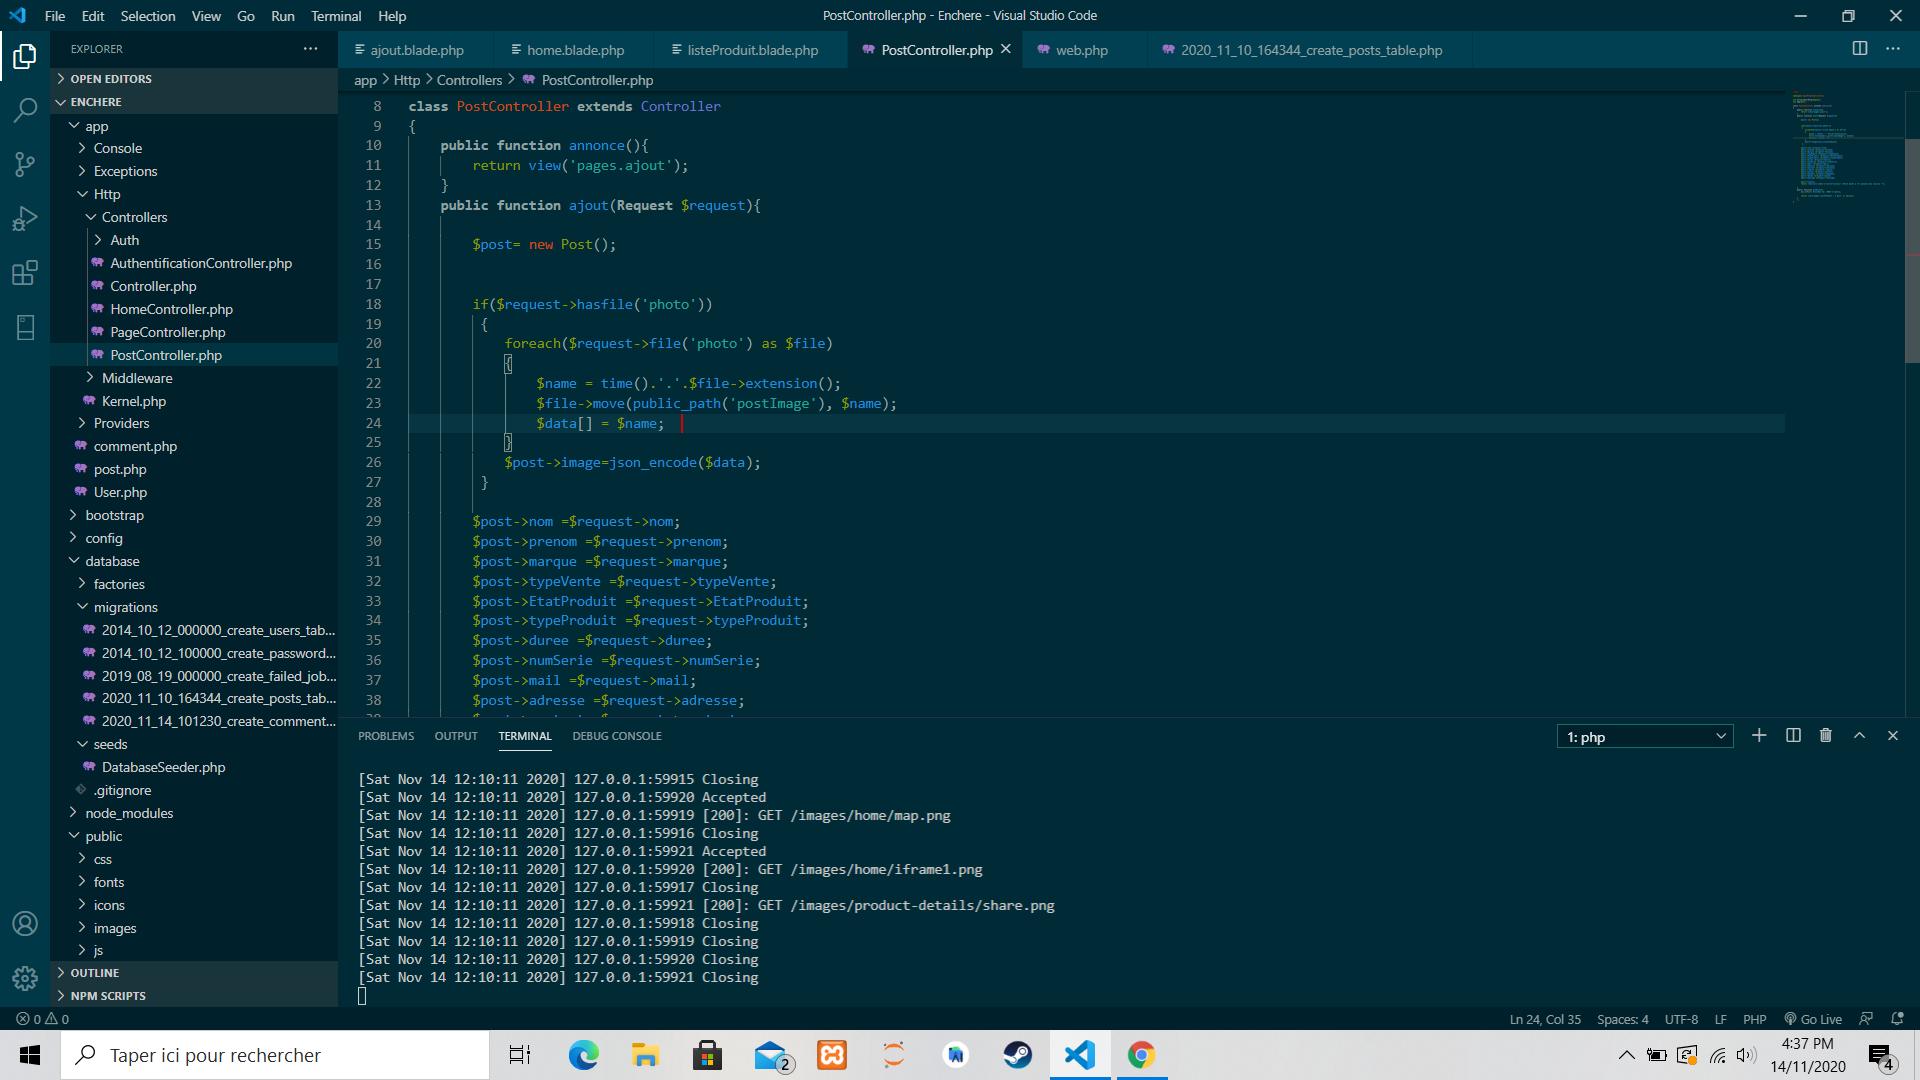 File Edit Selection View Go Run Terminal Help
PostController.php - Enchere - Visual Studio Code
EXPLORER
OPEN EDITORS
ENCHERE
app
Console
Exceptions
Http
Controllers
Auth
AuthentificationController.php
Controller.php
HomeController.php
PageController.php
PostController.php
Middleware
Kernel.php
Providers
comment.php
post.php
User.php
bootstrap
config
database
factories
migrations
2014_10_12_000000_create_users_tab...
2014_10_12_100000_create_password...
2019_08_19_000000_create_failed_job...
2020_11_10_164344_create_posts_tab...
2020_11_14_101230_create_comment...
seeds
DatabaseSeeder.php
.gitignore
node_modules
public
css
fonts
icons
images
js
OUTLINE
NPM SCRIPTS
ajout.blade.php home.blade.php listeProduit.blade.php PostController.php web.php 2020_11_10_164344_create_posts_table.php
app > Http > Controllers > PostController.php
8 class PostController extends Controller
9 {
10 public function annonce(){
11 return view('pages.ajout');
12 }
13 public function ajout(Request $request){
14
15 $post= new Post();
16
17
18 if($request->hasfile('photo'))
19 {
20 foreach($request->file('photo') as $file)
21 {
22 $name = time().'.'.$file->extension();
23 $file->move(public_path('postImage'), $name);
24 $data[] = $name;
25 }
26 $post->image=json_encode($data);
27 }
28
29 $post->nom =$request->nom;
30 $post->prenom =$request->prenom;
31 $post->marque =$request->marque;
32 $post->typeVente =$request->typeVente;
33 $post->EtatProduit =$request->EtatProduit;
34 $post->typeProduit =$request->typeProduit;
35 $post->duree =$request->duree;
36 $post->numSerie =$request->numSerie;
37 $post->mail =$request->mail;
38 $post->adresse =$request->adresse;
PROBLEMS OUTPUT TERMINAL DEBUG CONSOLE
1: php
[Sat Nov 14 12:10:11 2020] 127.0.0.1:59915 Closing
[Sat Nov 14 12:10:11 2020] 127.0.0.1:59920 Accepted
[Sat Nov 14 12:10:11 2020] 127.0.0.1:59919 [200]: GET /images/home/map.png
[Sat Nov 14 12:10:11 2020] 127.0.0.1:59916 Closing
[Sat Nov 14 12:10:11 2020] 127.0.0.1:59921 Accepted
[Sat Nov 14 12:10:11 2020] 127.0.0.1:59920 [200]: GET /images/home/iframe1.png
[Sat Nov 14 12:10:11 2020] 127.0.0.1:59917 Closing
[Sat Nov 14 12:10:11 2020] 127.0.0.1:59921 [200]: GET /images/product-details/share.png
[Sat Nov 14 12:10:11 2020] 127.0.0.1:59918 Closing
[Sat Nov 14 12:10:11 2020] 127.0.0.1:59919 Closing
[Sat Nov 14 12:10:11 2020] 127.0.0.1:59920 Closing
[Sat Nov 14 12:10:11 2020] 127.0.0.1:59921 Closing
0 0
Ln 24, Col 35 Spaces: 4 UTF-8 LF PHP Go Live
Taper ici pour rechercher
2
4:37 PM
14/11/2020
4